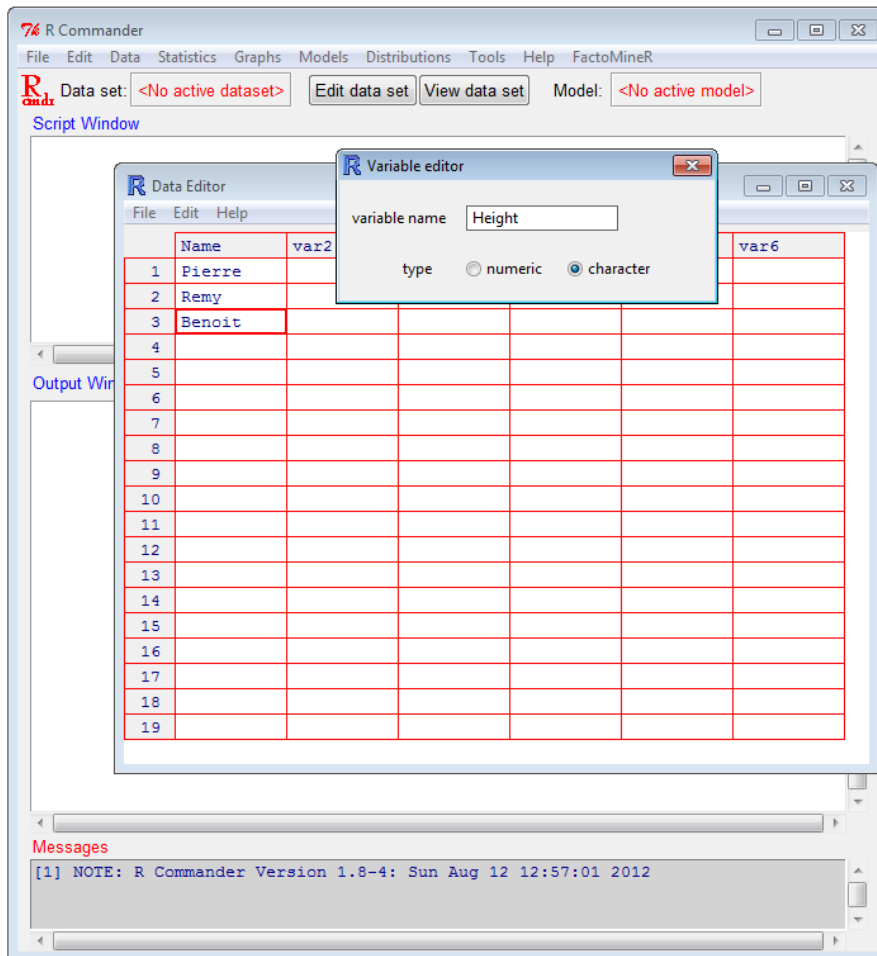 R Commander
File Edit Data Statistics Graphs Models Distributions Tools Help FactoMineR
R cmdr Data set: <No active dataset> Edit data set View data set Model: <No active model>
Script Window
Variable editor
variable name Height
type numeric character
Data Editor
File Edit Help
Name var2 var6
1 Pierre
2 Remy
3 Benoit
4
5
6
7
8
9
10
11
12
13
14
15
16
17
18
19
Output Win
Messages
[1] NOTE: R Commander Version 1.8-4: Sun Aug 12 12:57:01 2012